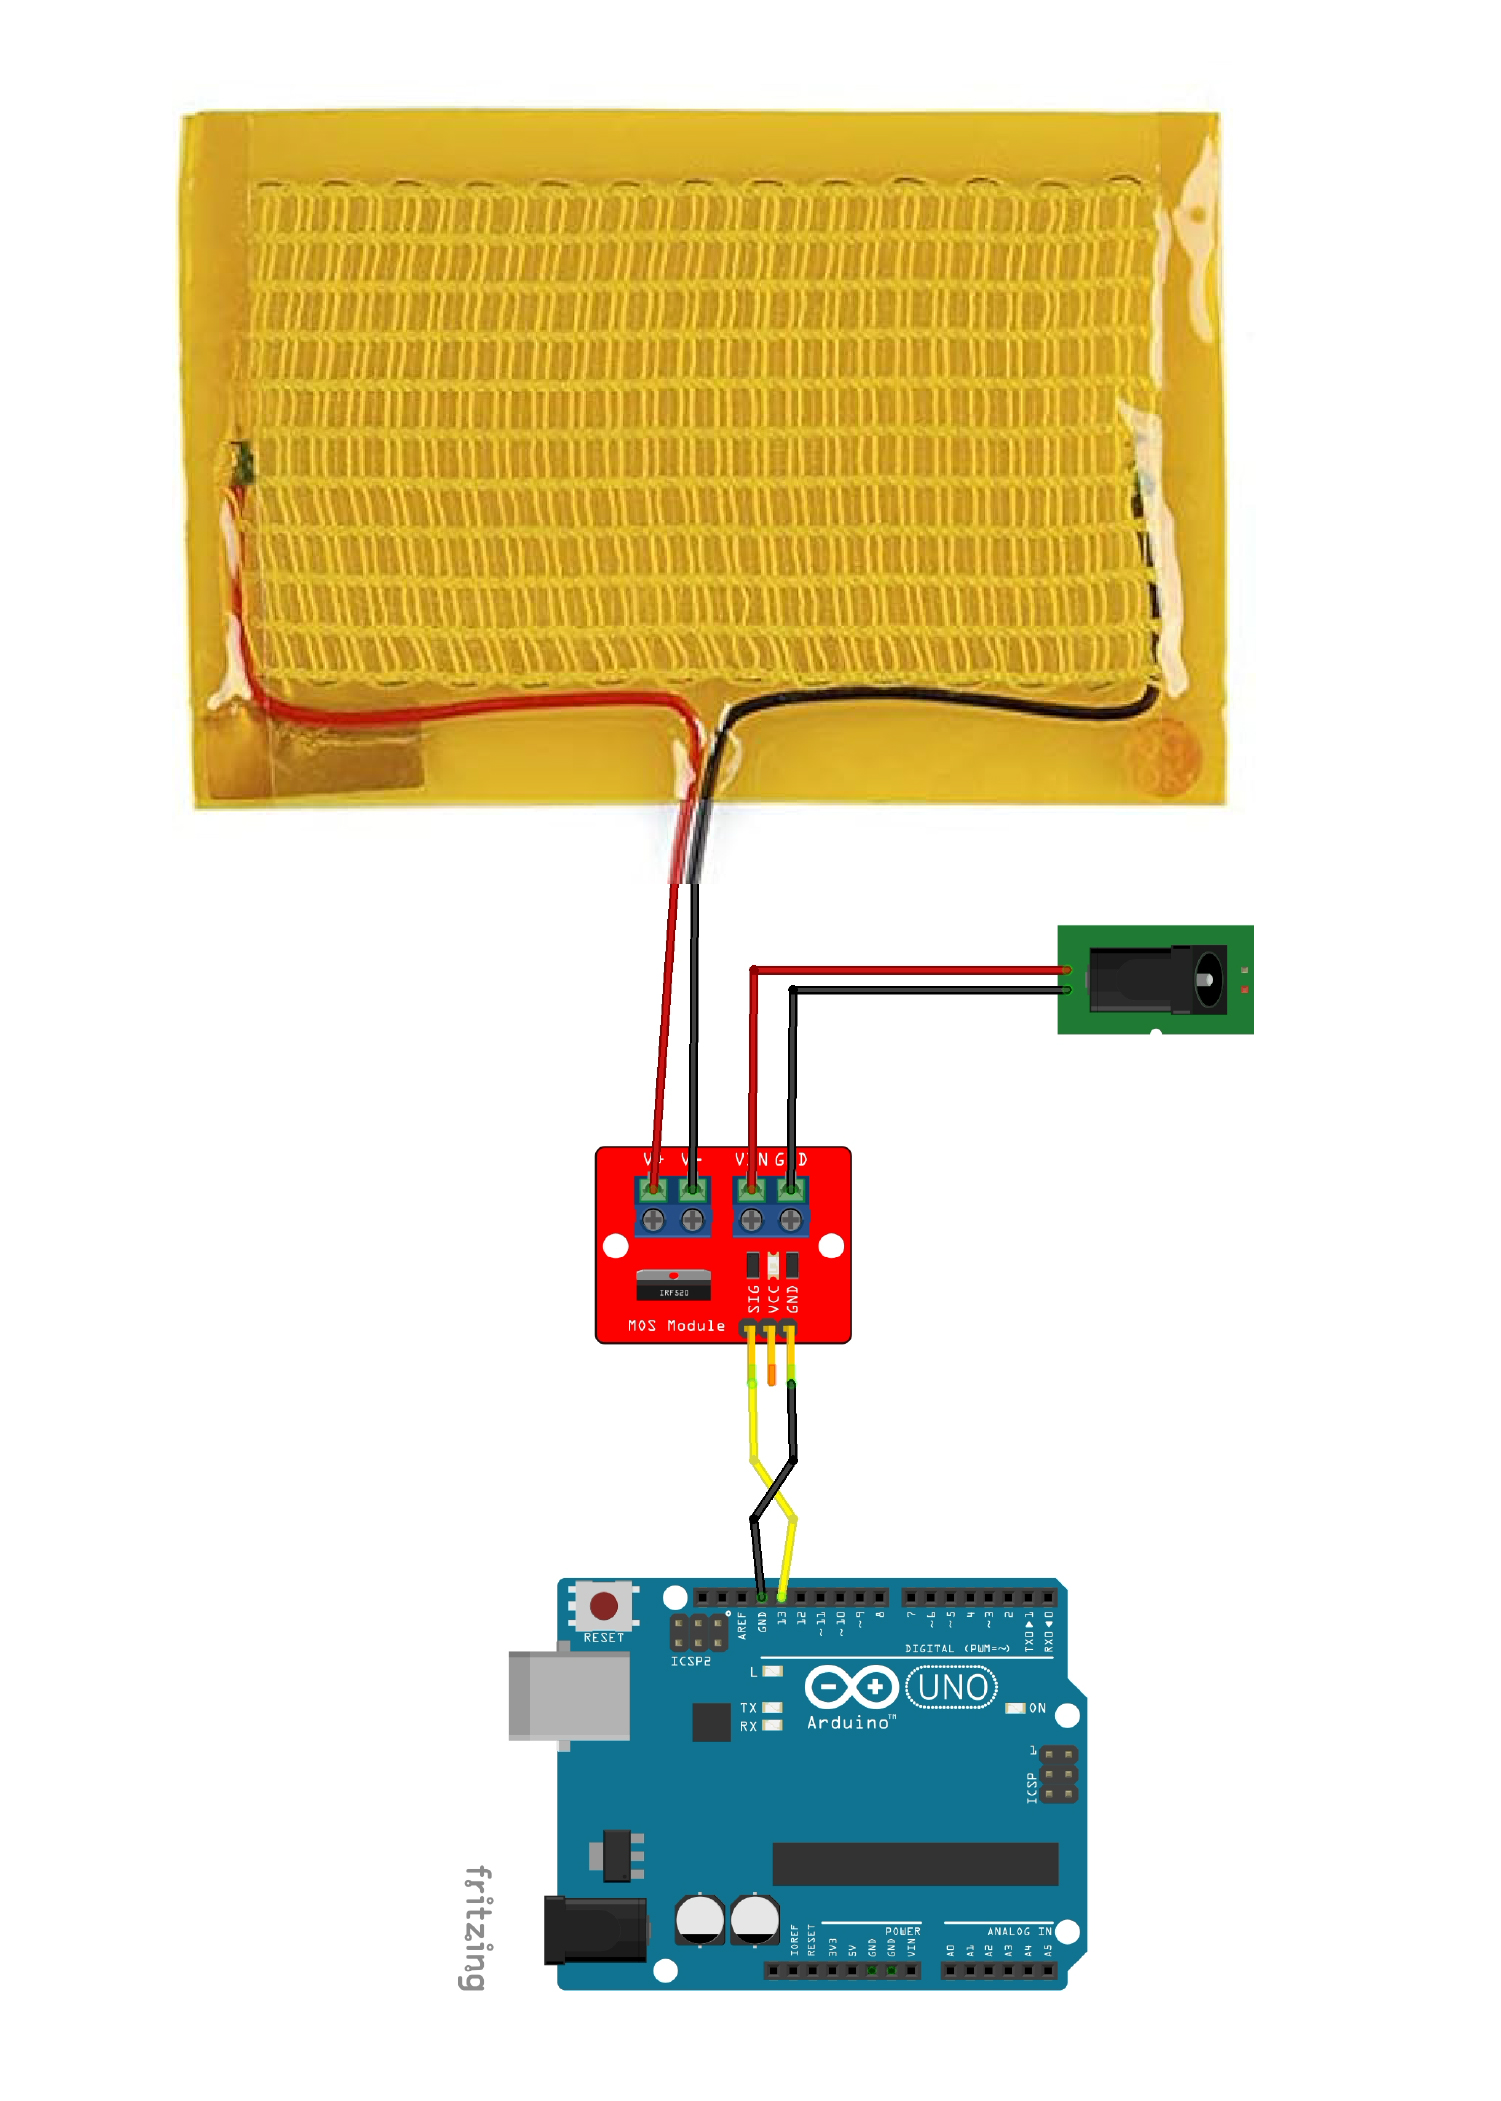 V+ V- VIN GND
IRF520
SIG
VCC
GND
MOS Module
RESET
ICSP2
AREF
GND
13
12
~11
~10
~9
8
7
~6
~5
4
~3
2
TX0▶1
RX0◀0
DIGITAL (PWM=~)
L
TX
RX
UNO
Arduino™
ON
1
ICSP
fritzing
IOREF
RESET
3V3
5V
GND
GND
VIN
POWER
A0
A1
A2
A3
A4
A5
ANALOG IN